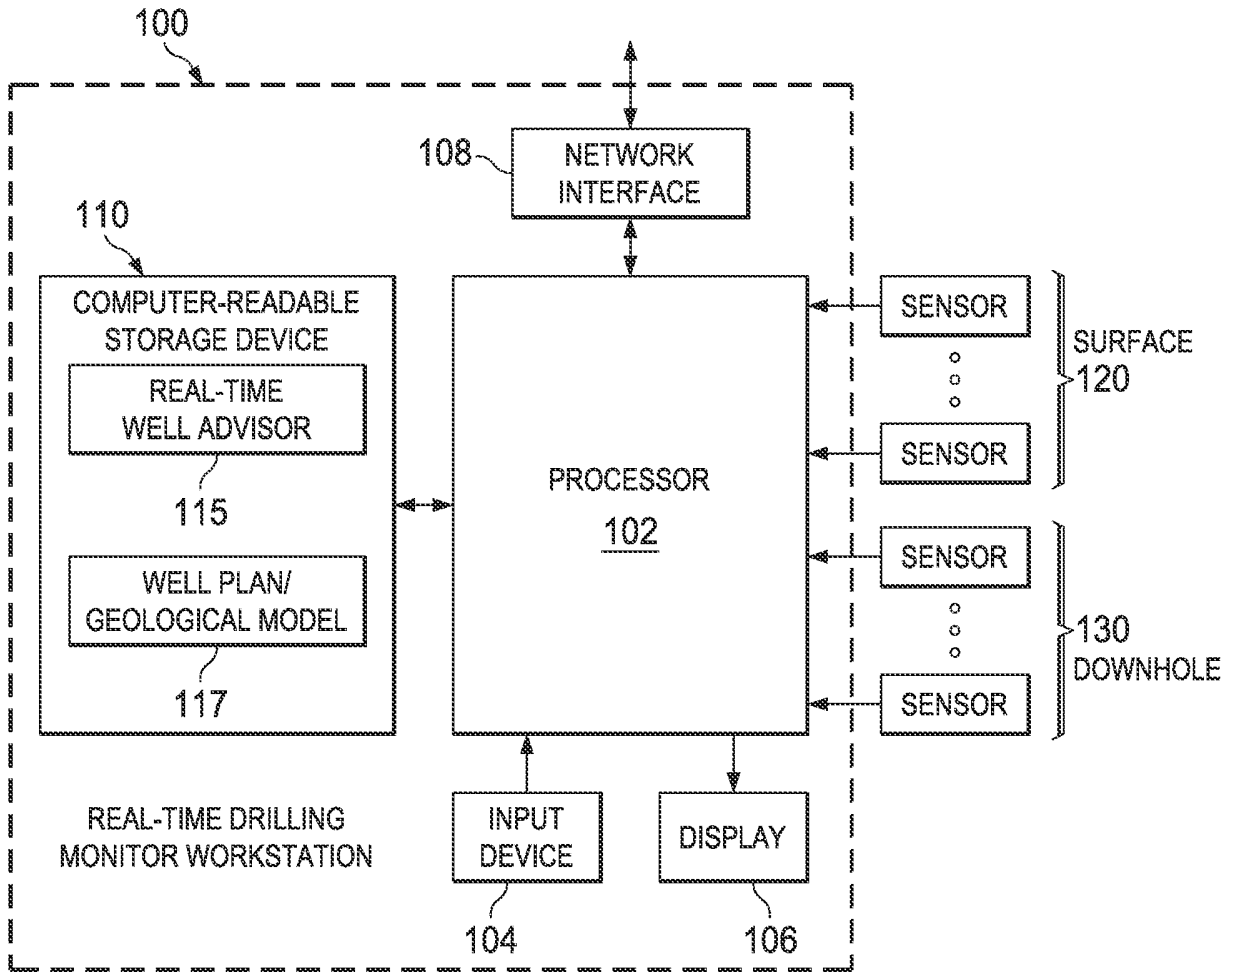 100
108
NETWORK
INTERFACE
110
COMPUTER-READABLE
STORAGE DEVICE
REAL-TIME
WELL ADVISOR
115
WELL PLAN/
GEOLOGICAL MODEL
117
PROCESSOR
102
SENSOR
SENSOR
SURFACE
120
SENSOR
SENSOR
130
DOWNHOLE
REAL-TIME DRILLING
MONITOR WORKSTATION
INPUT
DEVICE
104
DISPLAY
106